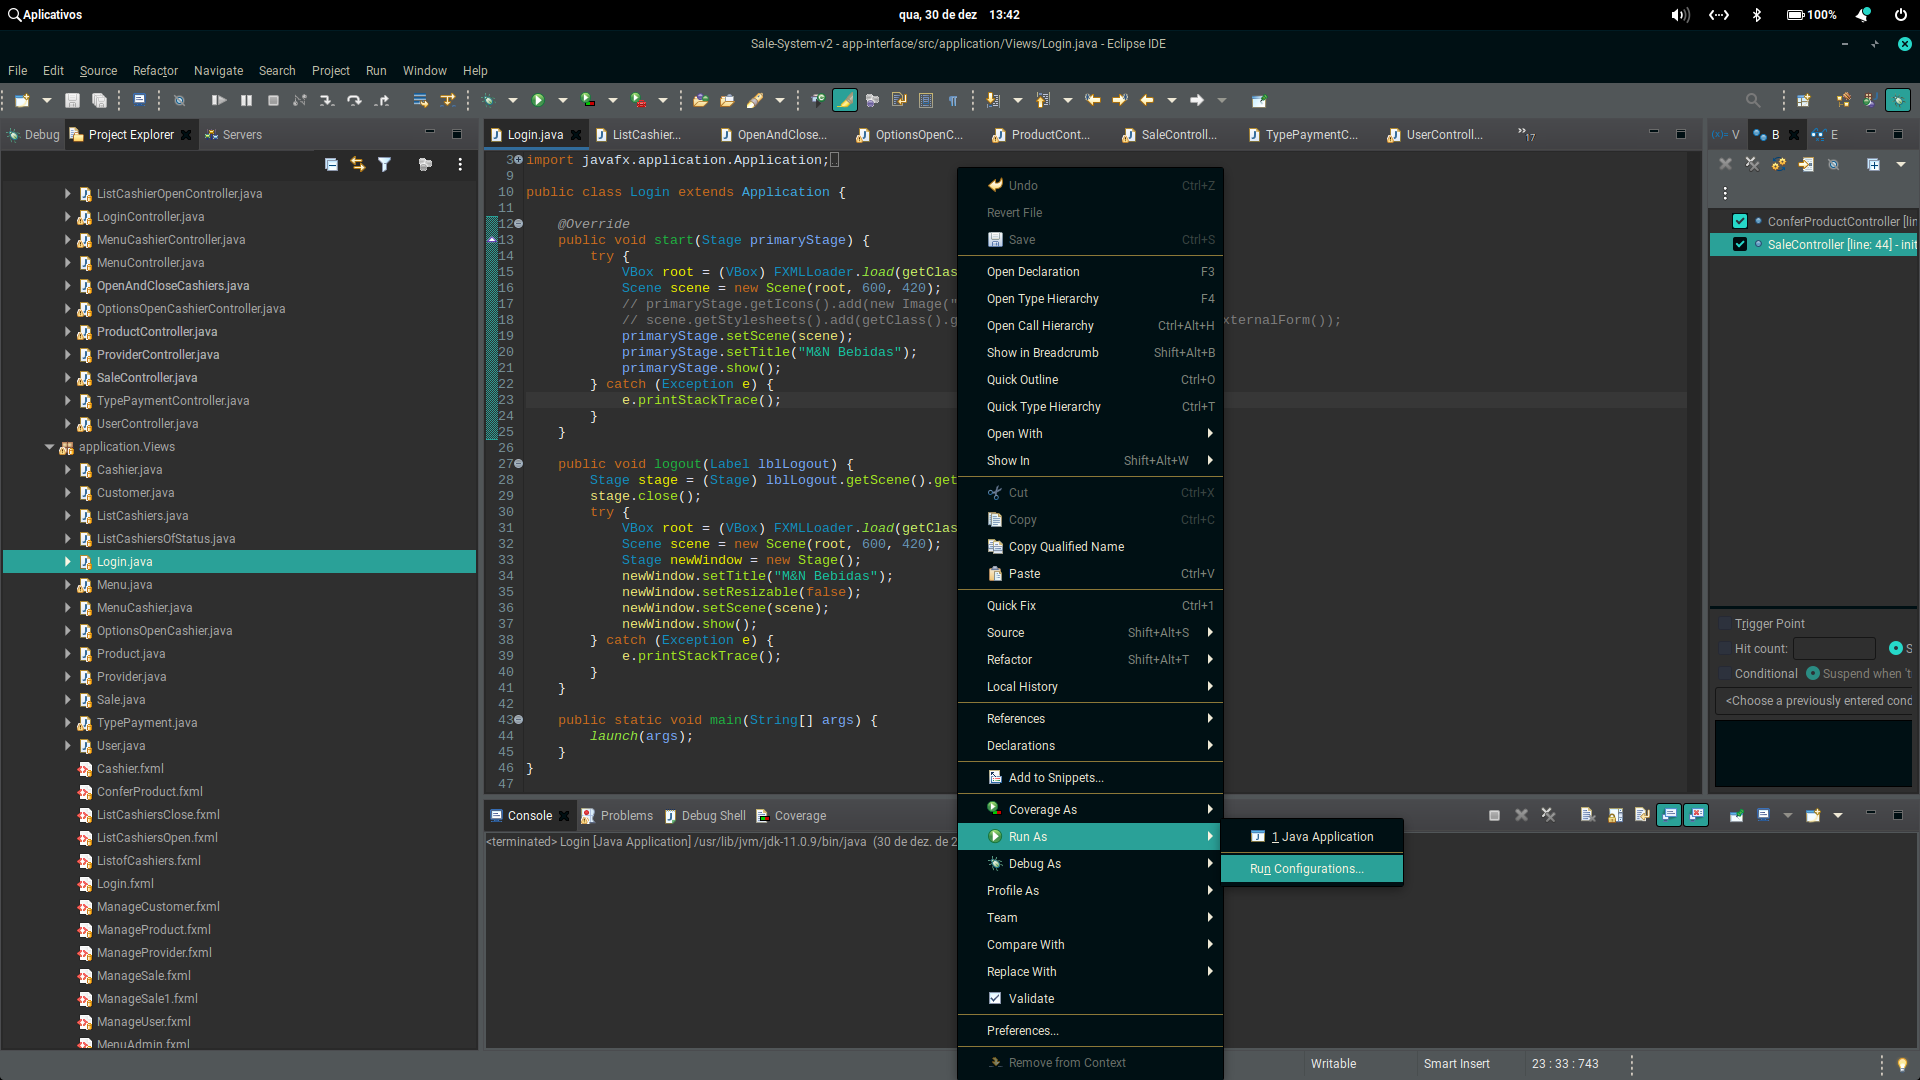 Aplicativos
qua, 30 de dez 13:42
100%
Sale-System-v2 - app-interface/src/application/Views/Login.java - Eclipse IDE
File Edit Source Refactor Navigate Search Project Run Window Help
Debug Project Explorer Servers
ListCashierOpenController.java
LoginController.java
MenuCashierController.java
MenuController.java
OpenAndCloseCashiers.java
OptionsOpenCashierController.java
ProductController.java
ProviderController.java
SaleController.java
TypePaymentController.java
UserController.java
application.Views
Cashier.java
Customer.java
ListCashiers.java
ListCashiersOfStatus.java
Login.java
Menu.java
MenuCashier.java
OptionsOpenCashier.java
Product.java
Provider.java
Sale.java
TypePayment.java
User.java
Cashier.fxml
ConferProduct.fxml
ListCashiersClose.fxml
ListCashiersOpen.fxml
ListofCashiers.fxml
Login.fxml
ManageCustomer.fxml
ManageProduct.fxml
ManageProvider.fxml
ManageSale.fxml
ManageSale1.fxml
ManageUser.fxml
MenuAdmin.fxml
Login.java ListCashier... OpenAndClose... OptionsOpenC... ProductCont... SaleControll... TypePaymentC... UserControll... »17
3 import javafx.application.Application;
9
10 public class Login extends Application {
11
12 @Override
13 public void start(Stage primaryStage) {
14 try {
15 VBox root = (VBox) FXMLLoader.load(getClas
16 Scene scene = new Scene(root, 600, 420);
17 // primaryStage.getIcons().add(new Image("
18 // scene.getStylesheets().add(getClass().g xternalForm());
19 primaryStage.setScene(scene);
20 primaryStage.setTitle("M&N Bebidas");
21 primaryStage.show();
22 } catch (Exception e) {
23 e.printStackTrace();
24 }
25 }
26
27 public void logout(Label lblLogout) {
28 Stage stage = (Stage) lblLogout.getScene().get
29 stage.close();
30 try {
31 VBox root = (VBox) FXMLLoader.load(getClas
32 Scene scene = new Scene(root, 600, 420);
33 Stage newWindow = new Stage();
34 newWindow.setTitle("M&N Bebidas");
35 newWindow.setResizable(false);
36 newWindow.setScene(scene);
37 newWindow.show();
38 } catch (Exception e) {
39 e.printStackTrace();
40 }
41 }
42
43 public static void main(String[] args) {
44 launch(args);
45 }
46 }
47
Undo Ctrl+Z
Revert File
Save Ctrl+S
Open Declaration F3
Open Type Hierarchy F4
Open Call Hierarchy Ctrl+Alt+H
Show in Breadcrumb Shift+Alt+B
Quick Outline Ctrl+O
Quick Type Hierarchy Ctrl+T
Open With
Show In Shift+Alt+W
Cut Ctrl+X
Copy Ctrl+C
Copy Qualified Name
Paste Ctrl+V
Quick Fix Ctrl+1
Source Shift+Alt+S
Refactor Shift+Alt+T
Local History
References
Declarations
Add to Snippets...
Coverage As
Run As
Debug As
Profile As
Team
Compare With
Replace With
Validate
Preferences...
Remove from Context
1 Java Application
Run Configurations...
V B E
ConferProductController [lin
SaleController [line: 44] - init
Trigger Point
Hit count: S
Conditional Suspend when 't
<Choose a previously entered cond
Console Problems Debug Shell Coverage
<terminated> Login [Java Application] /usr/lib/jvm/jdk-11.0.9/bin/java (30 de dez. de 2
Writable Smart Insert 23 : 33 : 743